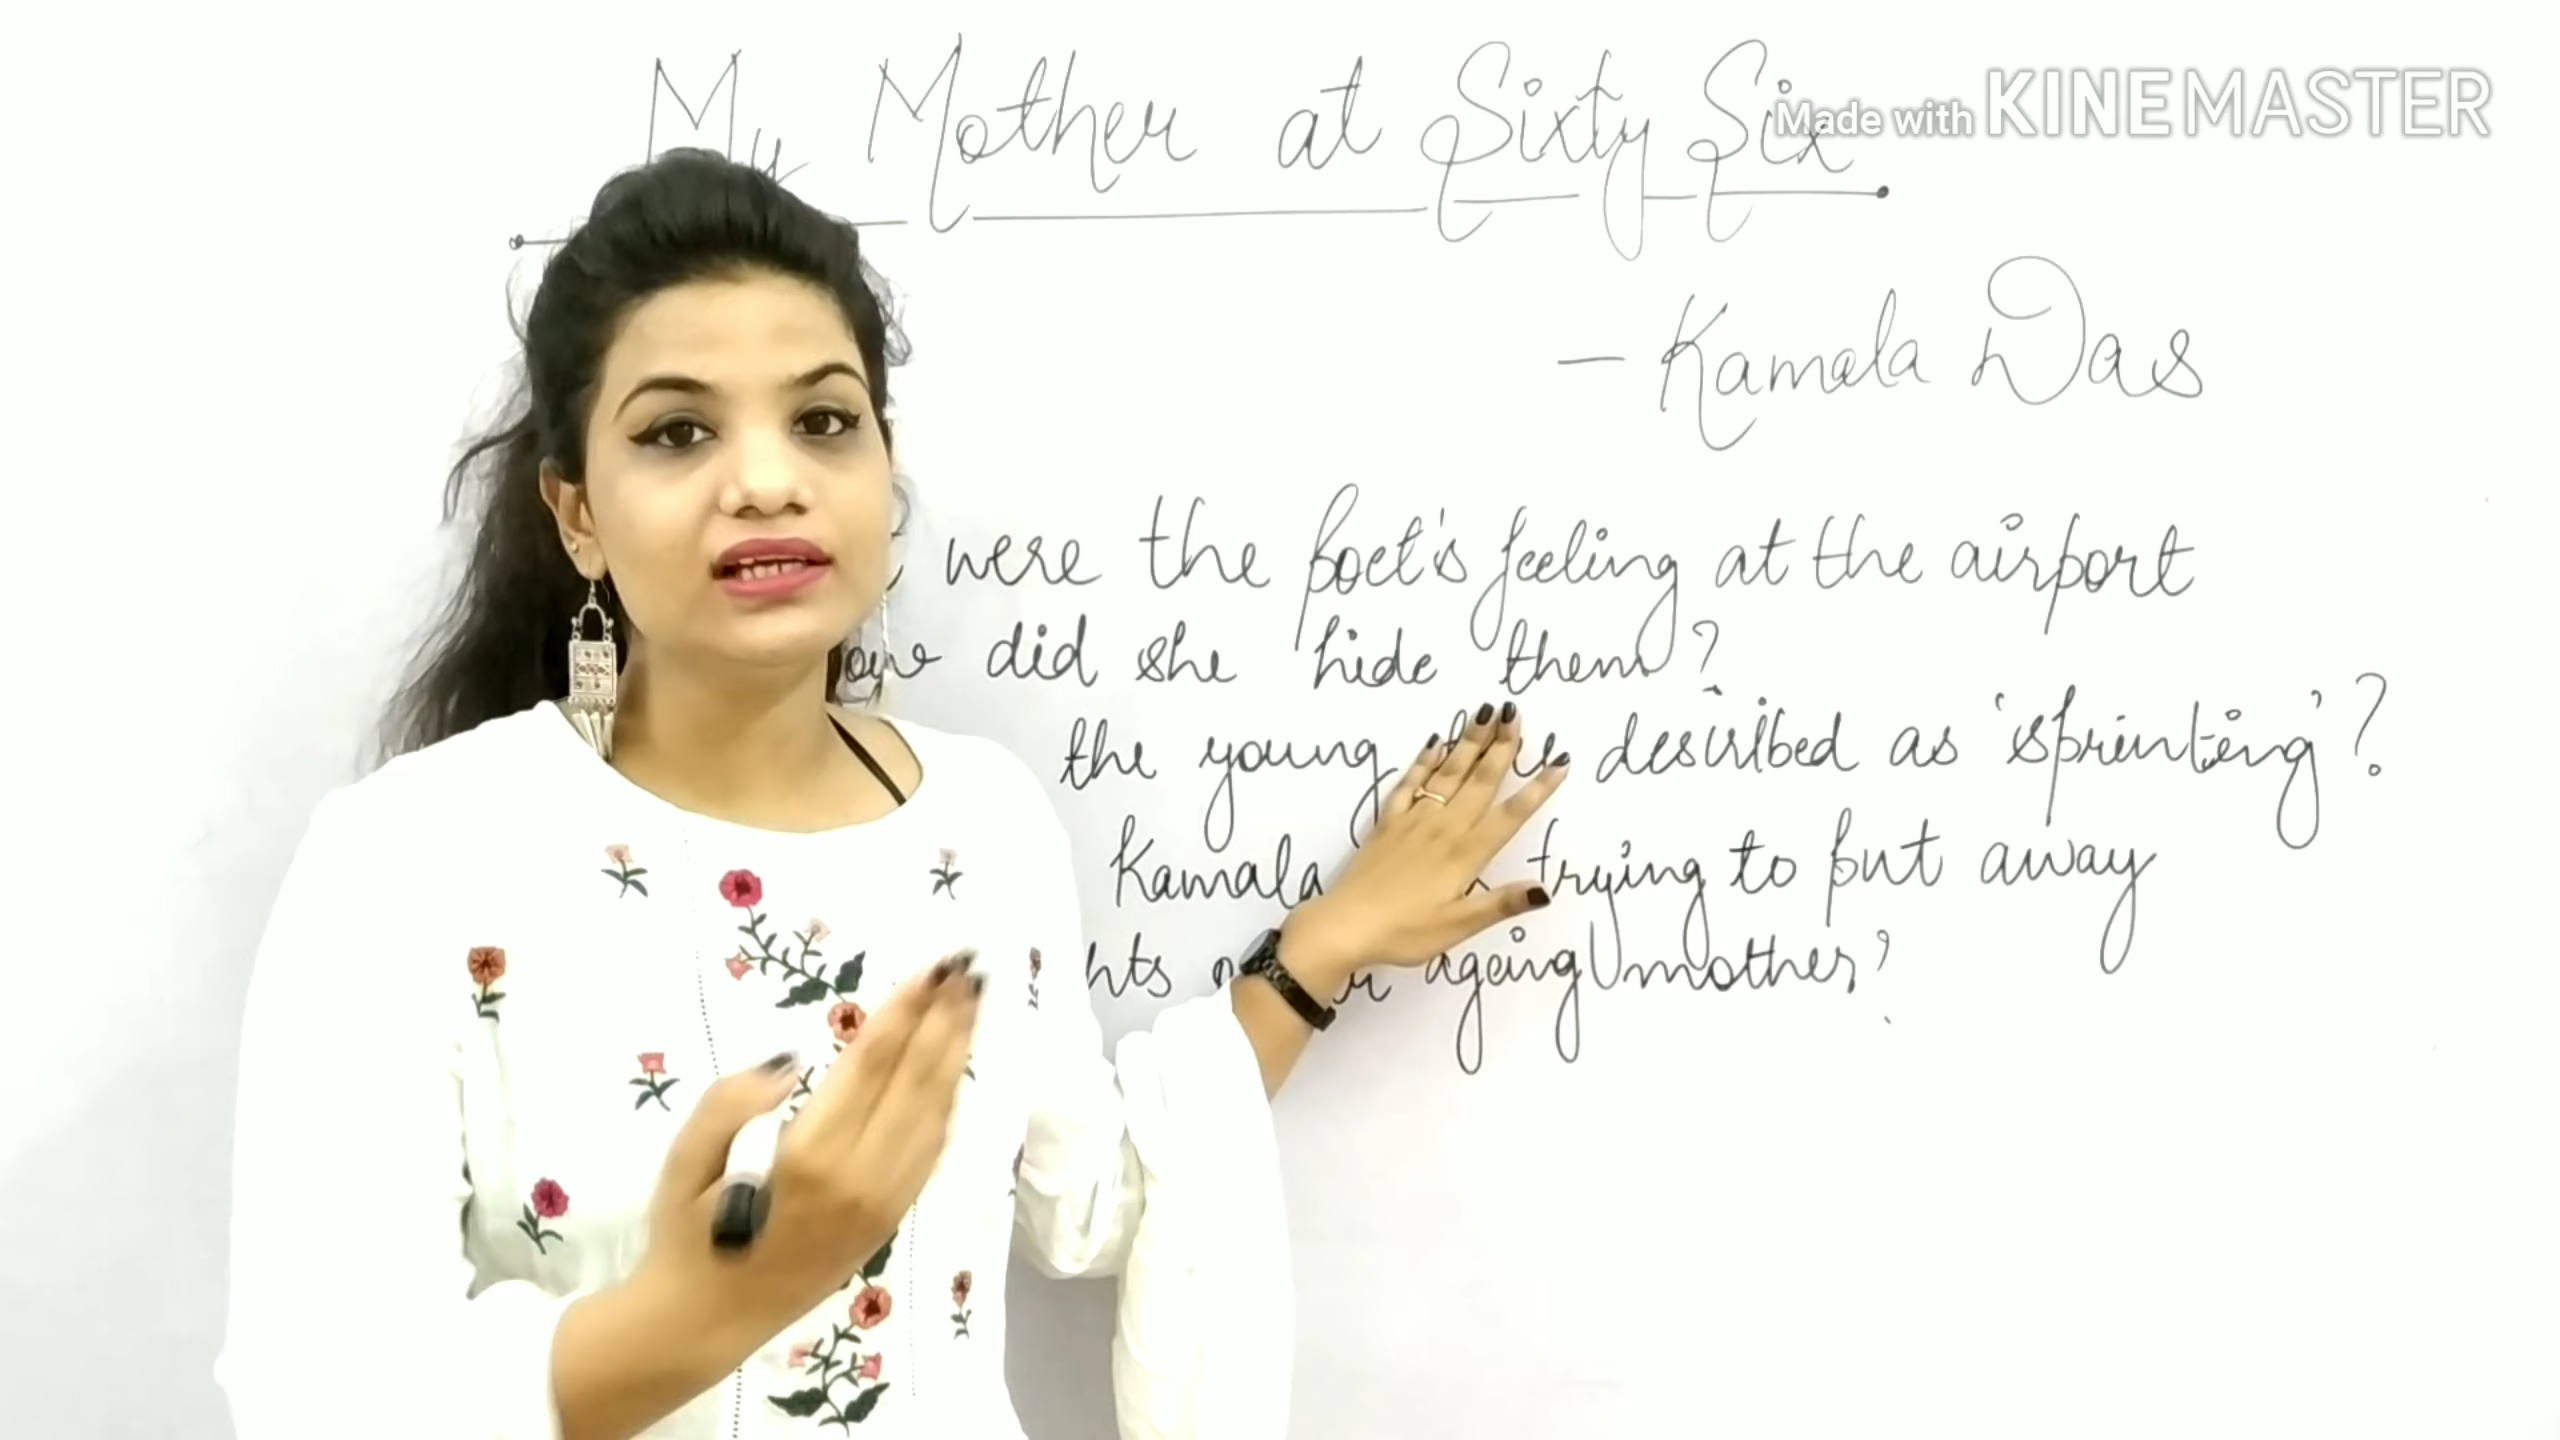 My Mother at Sixty Six
Made with KINEMASTER
- Kamala Das
were the poet's feeling at the airport
did she hide them?
the young described as 'sprinting'?
Kamala trying to put away
ageing mother?